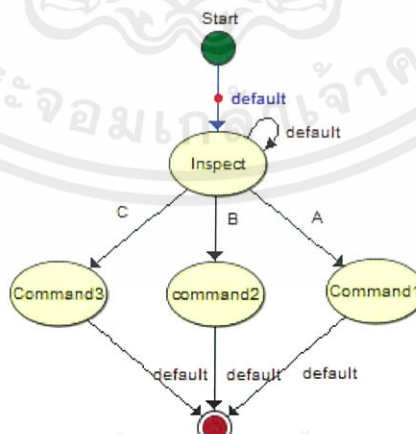 Start
default
default
Inspect
C
B
A
Command3
command2
Command1
default
default
default